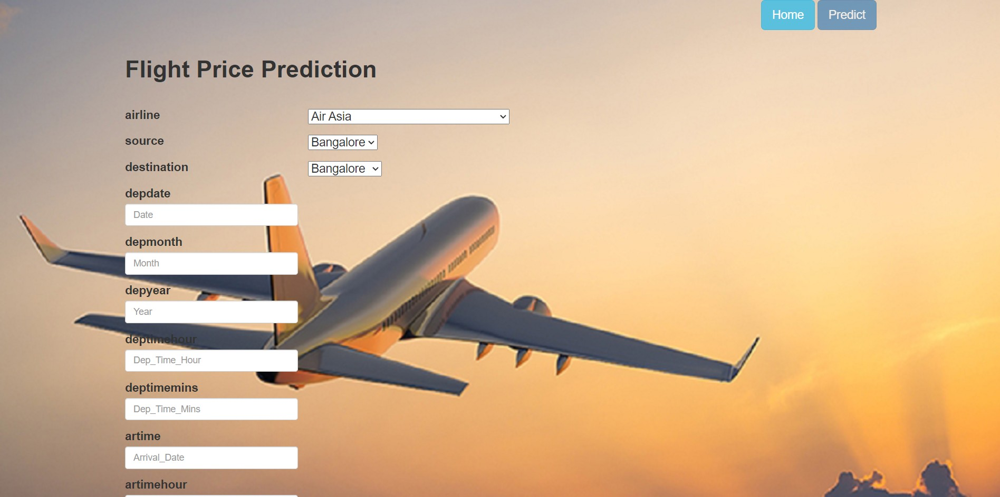 Home Predict
Flight Price Prediction
airline Air Asia
source Bangalore
destination Bangalore
depdate
Date
depmonth
Month
depyear
Year
deptimehour
Dep_Time_Hour
deptimemins
Dep_Time_Mins
artime
Arrival_Date
artimehour